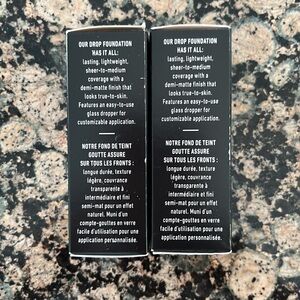 OUR DROP FOUNDATION
HAS IT ALL:
lasting, lightweight,
sheer-to-medium
coverage with a
demi-matte finish that
looks true-to-skin.
Features an easy-to-use
glass dropper for
customizable application.
NOTRE FOND DE TEINT
GOUTTE ASSURE
SUR TOUS LES FRONTS :
longue durée, texture
légère, couvrance
transparente à
intermédiaire et fini
semi-mat pour un effet
naturel. Muni d'un
compte-gouttes en verre
facile d'utilisation pour une
application personnalisée.
OUR DROP FOUNDATION
HAS IT ALL:
lasting, lightweight,
sheer-to-medium
coverage with a
demi-matte finish that
looks true-to-skin.
Features an easy-to-use
glass dropper for
customizable application.
NOTRE FOND DE TEINT
GOUTTE ASSURE
SUR TOUS LES FRONTS :
longue durée, texture
légère, couvrance
transparente à
intermédiaire et fini
semi-mat pour un effet
naturel. Muni d'un
compte-gouttes en verre
facile d'utilisation pour une
application personnalisée.